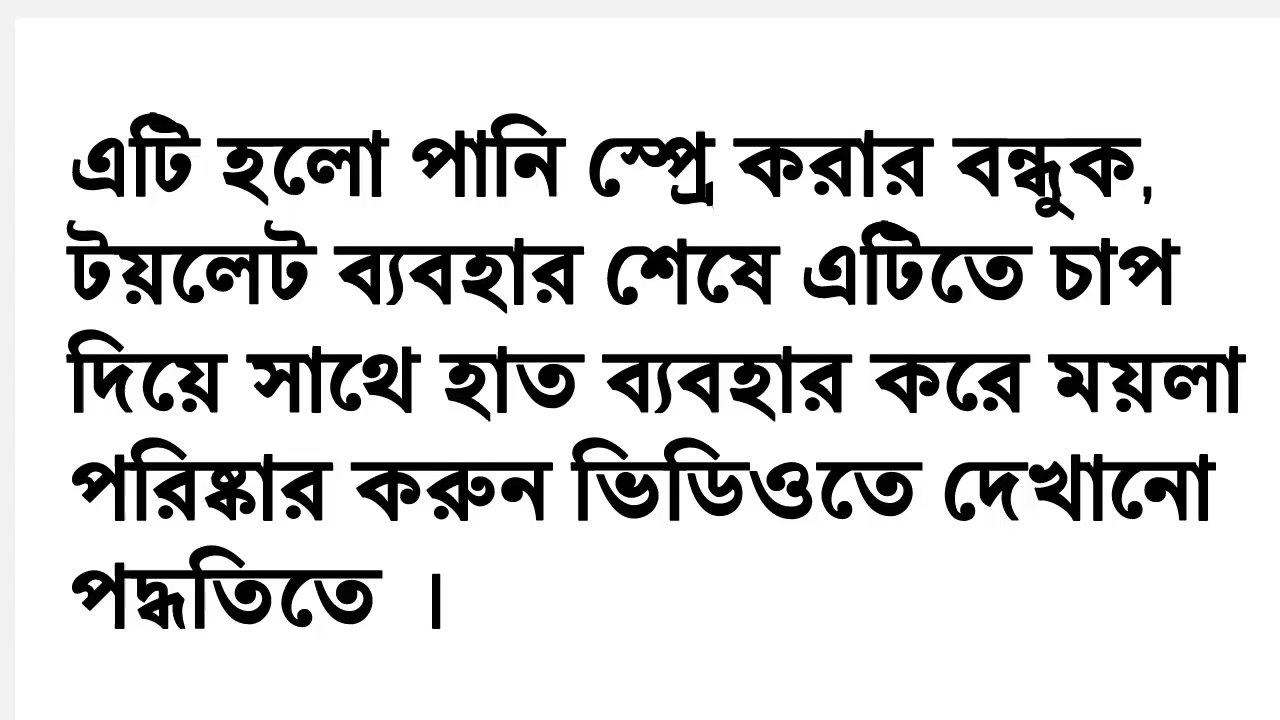 এটি হলো পানি স্প্রে করার বন্ধুক,
টয়লেট ব্যবহার শেষে এটিতে চাপ
দিয়ে সাথে হাত ব্যবহার করে ময়লা
পরিষ্কার করুন ভিডিওতে দেখানো
পদ্ধতিতে ।